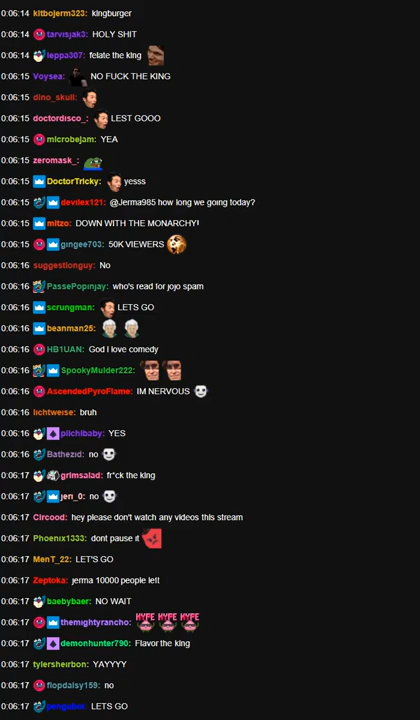 0:06:14 kitbojerm323: kingburger
0:06:14 tarvisjak3: HOLY SHIT
0:06:14 leppa307: felate the king
0:06:15 Voysea: NO FUCK THE KING
0:06:15 dino_skull:
0:06:15 doctordisco_: LEST GOOO
0:06:15 microbejam: YEA
0:06:15 zeromask_:
0:06:15 DoctorTricky: yesss
0:06:15 devilex121: @Jerma985 how long we going today?
0:06:15 mitzo: DOWN WITH THE MONARCHY!
0:06:15 gingee703: 50K VIEWERS
0:06:16 suggestionguy: No
0:06:16 PassePopinjay: who's read for jojo spam
0:06:16 scrungman: LETS GO
0:06:16 beanman25:
0:06:16 HB1UAN: God I love comedy
0:06:16 SpookyMulder222:
0:06:16 AscendedPyroFlame: IM NERVOUS
0:06:16 lichtweise: bruh
0:06:16 pilchibaby: YES
0:06:16 Bathezid: no
0:06:17 grimsalad: fr*ck the king
0:06:17 jeri_0: no
0:06:17 Circood: hey please don't watch any videos this stream
0:06:17 Phoenix1333: dont pause it
0:06:17 MenT_22: LET'S GO
0:06:17 Zeptoka: jerma 10000 people left
0:06:17 baebybaer: NO WAIT
0:06:17 themightyrancho: HYPE HYPE HYPE
0:06:17 demonhunter790: Flavor the king
0:06:17 tylersheirbon: YAYYYY
0:06:17 flopdaisy159: no
0:06:17 penguboi: LETS GO